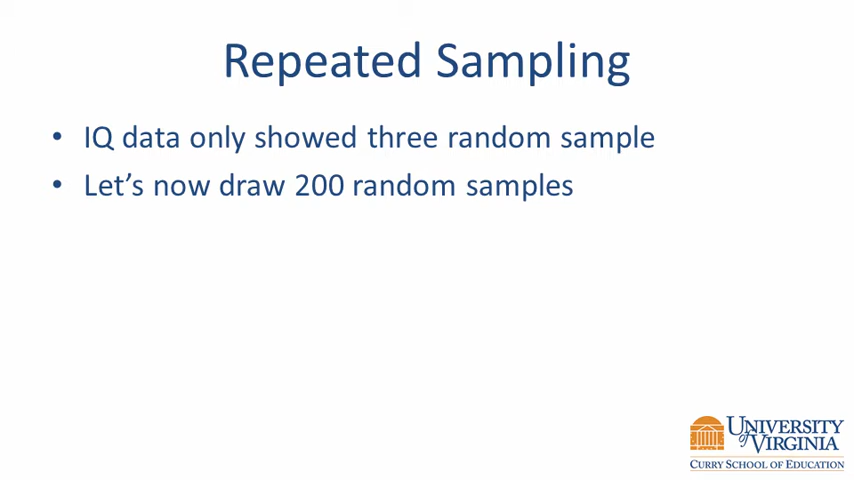 Repeated Sampling
• IQ data only showed three random sample
• Let's now draw 200 random samples
UNIVERSITY
of VIRGINIA
CURRY SCHOOL OF EDUCATION